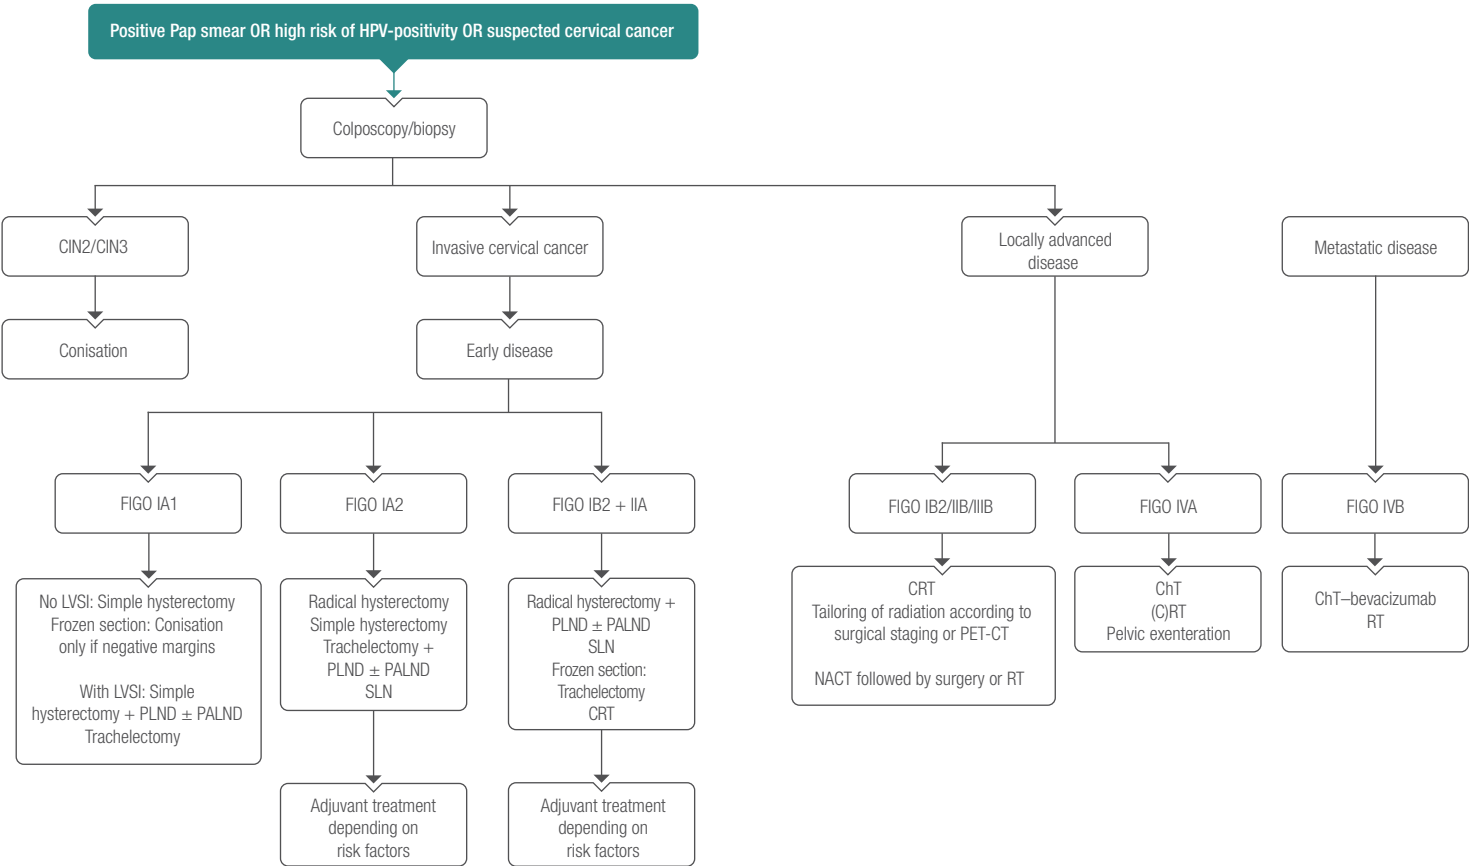 Positive Pap smear OR high risk of HPV-positivity OR suspected cervical cancer
Colposcopy/biopsy
CIN2/CIN3
Invasive cervical cancer
Locally advanced
disease
Metastatic disease
Conisation
Early disease
FIGO IA1
FIGO IA2
FIGO IB2 + IIA
FIGO IB2/IIB/IIIB
FIGO IVA
FIGO IVB
No LVSI: Simple hysterectomy
Frozen section: Conisation
only if negative margins
With LVSI: Simple
hysterectomy + PLND ± PALND
Trachelectomy
Radical hysterectomy
Simple hysterectomy
Trachelectomy +
PLND ± PALND
SLN
Radical hysterectomy +
PLND ± PALND
SLN
Frozen section:
Trachelectomy
CRT
CRT
Tailoring of radiation according to
surgical staging or PET-CT
NACT followed by surgery or RT
ChT
(C)RT
Pelvic exenteration
ChT–bevacizumab
RT
Adjuvant treatment
depending on
risk factors
Adjuvant treatment
depending on
risk factors